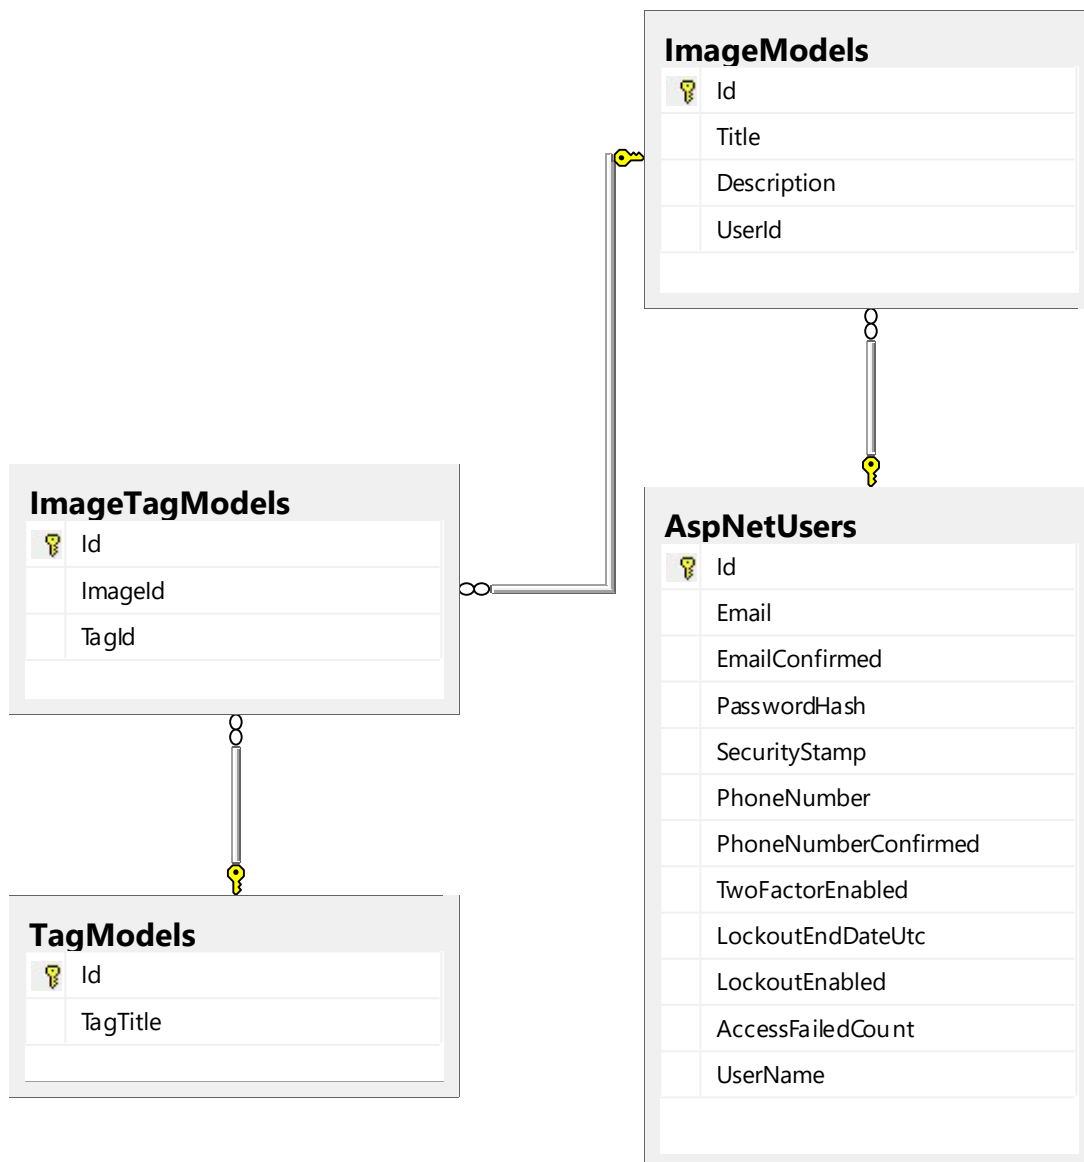 ImageModels
Id
Title
Description
UserId
ImageTagModels
Id
ImageId
TagId
AspNetUsers
Id
Email
EmailConfirmed
PasswordHash
SecurityStamp
PhoneNumber
PhoneNumberConfirmed
TwoFactorEnabled
LockoutEndDateUtc
LockoutEnabled
AccessFailedCount
UserName
TagModels
Id
TagTitle